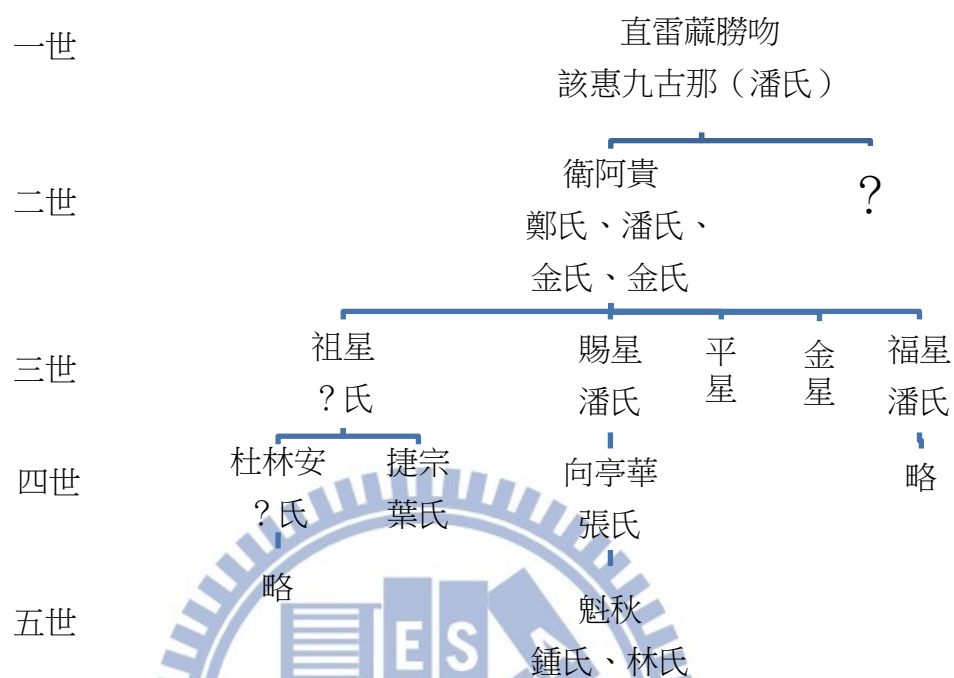 一世
直雷蔴膀吻
該惠九古那（潘氏）
二世
衛阿貴
鄭氏、潘氏、
金氏、金氏
?
三世
祖星
？氏
賜星
潘氏
平星
金星
福星
潘氏
四世
杜林安
？氏
捷宗
葉氏
向亭華
張氏
略
略
五世
魁秋
鍾氏、林氏
E S A